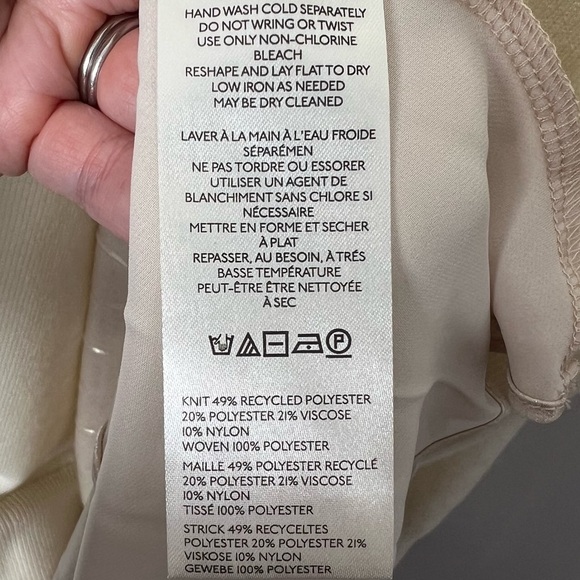 HAND WASH COLD SEPARATELY
DO NOT WRING OR TWIST
USE ONLY NON-CHLORINE
BLEACH
RESHAPE AND LAY FLAT TO DRY
LOW IRON AS NEEDED
MAY BE DRY CLEANED
LAVER À LA MAIN À L'EAU FROIDE
SÉPARÉMEN
NE PAS TORDRE OU ESSORER
UTILISER UN AGENT DE
BLANCHIMENT SANS CHLORE SI
NÉCESSAIRE
METTRE EN FORME ET SECHER
À PLAT
REPASSER, AU BESOIN, À TRÉS
BASSE TEMPÉRATURE
PEUT-ÊTRE ÊTRE NETTOYÉE
À SEC
P
KNIT 49% RECYCLED POLYESTER
20% POLYESTER 21% VISCOSE
10% NYLON
WOVEN 100% POLYESTER
MAILLE 49% POLYESTER RECYCLÉ
20% POLYESTER 21% VISCOSE
10% NYLON
TISSÉ 100% POLYESTER
STRICK 49% RECYCELTES
POLYESTER 20% POLYESTER 21%
VISKOSE 10% NYLON
GEWEBE 100% POLYESTER